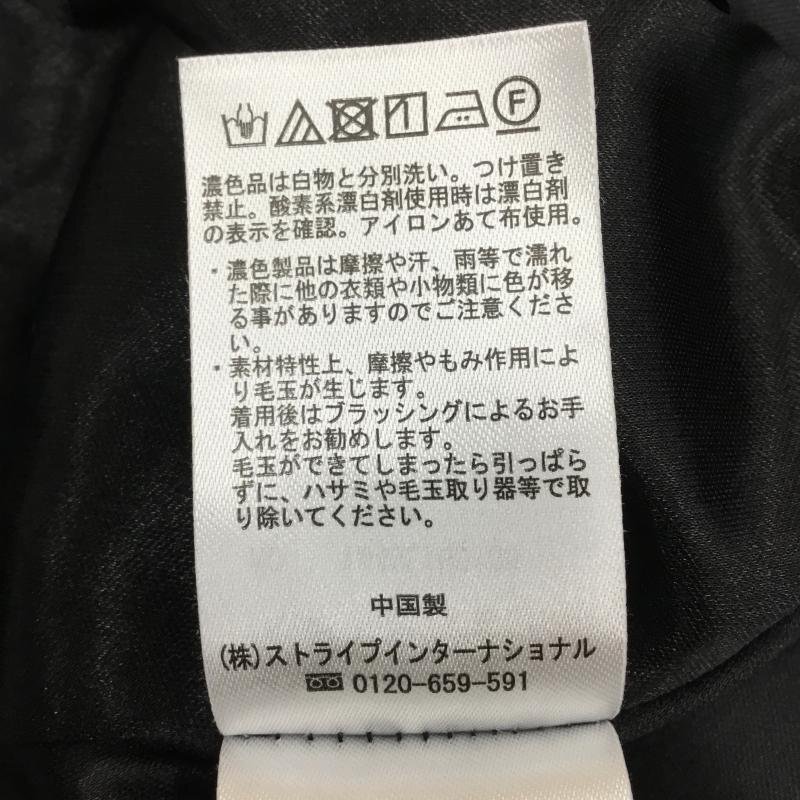 F
濃色品は白物と分別洗い。つけ置き
禁止。酸素系漂白剤使用時は漂白剤
の表示を確認。アイロンあて布使用。
・濃色製品は摩擦や汗、雨等で濡れ
た際に他の衣類や小物類に色が移
る事がありますのでご注意くださ
い。
・素材特性上、摩擦やもみ作用によ
り毛玉が生じます。
着用後はブラッシングによるお手
入れをお勧めします。
毛玉ができてしまったら引っぱら
ずに、ハサミや毛玉取り器等で取
り除いてください。
中国製
(株)ストライプインターナショナル
0120-659-591